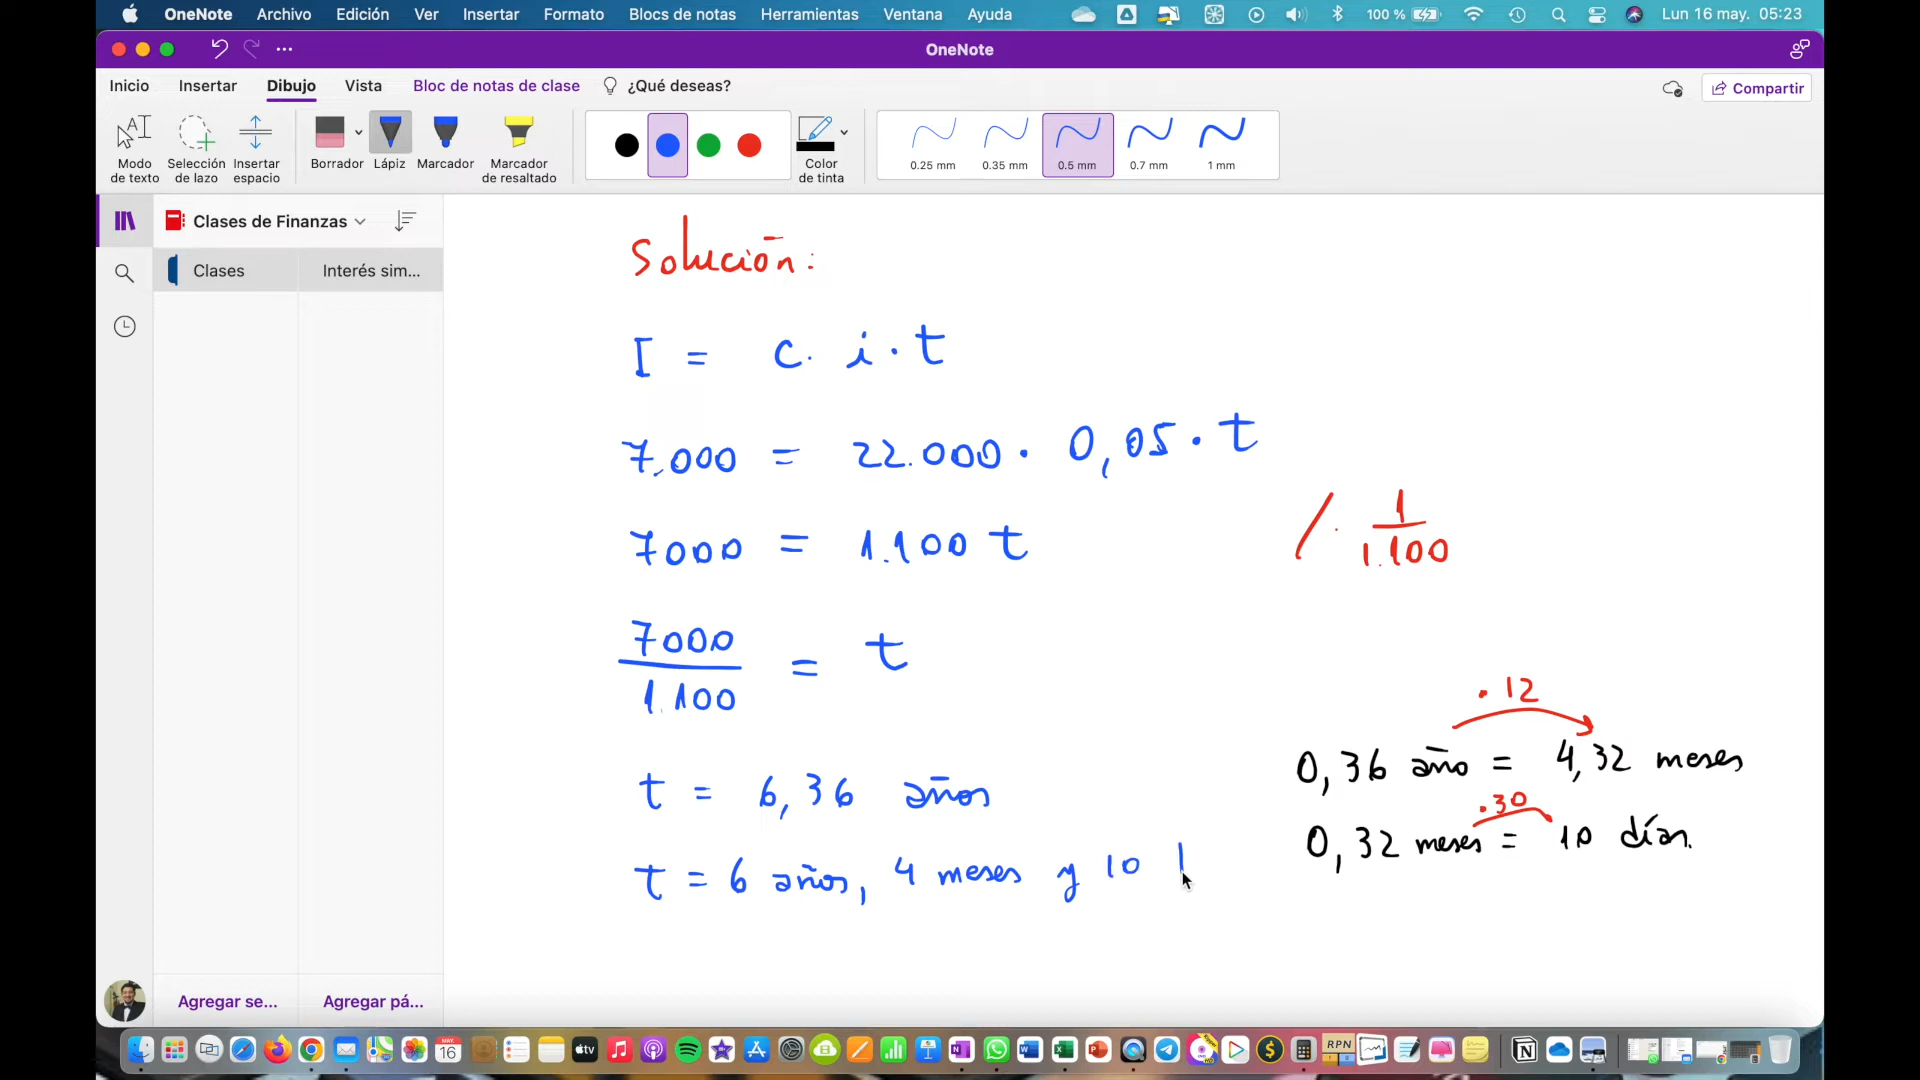 OneNote Archivo Edición Ver Insertar Formato Blocs de notas Herramientas Ventana Ayuda 100 % Lun 16 may. 05:23
OneNote
Inicio Insertar Dibujo Vista Bloc de notas de clase ¿Qué deseas? Compartir
Modo de texto Selección de lazo Insertar espacio Borrador Lápiz Marcador Marcador de resaltado Color de tinta 0.25 mm 0.35 mm 0.5 mm 0.7 mm 1 mm
Clases de Finanzas
Clases Interés sim...
Solución:
I = c. i · t
7.000 = 22.000 · 0,05 · t
7000 = 1.100 t / · 1/1.100
7000/1.100 = t
· 12
0,36 año = 4,32 meses
t = 6,36 años
· 30
0,32 meses = 10 días.
t = 6 años, 4 meses y 10
Agregar se... Agregar pá...
MAY 16
tv
RPN